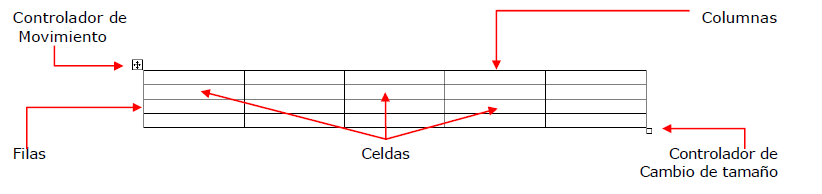 Controlador de
Movimiento
Columnas
Filas
Celdas
Controlador de
Cambio de tamaño